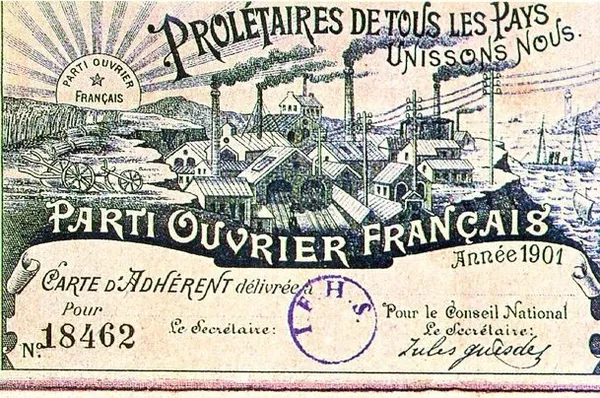 PROLÉTAIRES DE TOUS LES PAYS
UNISSONS NOUS.
PARTI OUVRIER
FRANÇAIS
PARTI OUVRIER FRANÇAIS
Année 1901
CARTE D'ADHÉRENT délivrée à
Pour
No. 18462
Le Secrétaire:
I F H S.
Pour le Conseil National
Le Secrétaire:
Jules Guesde